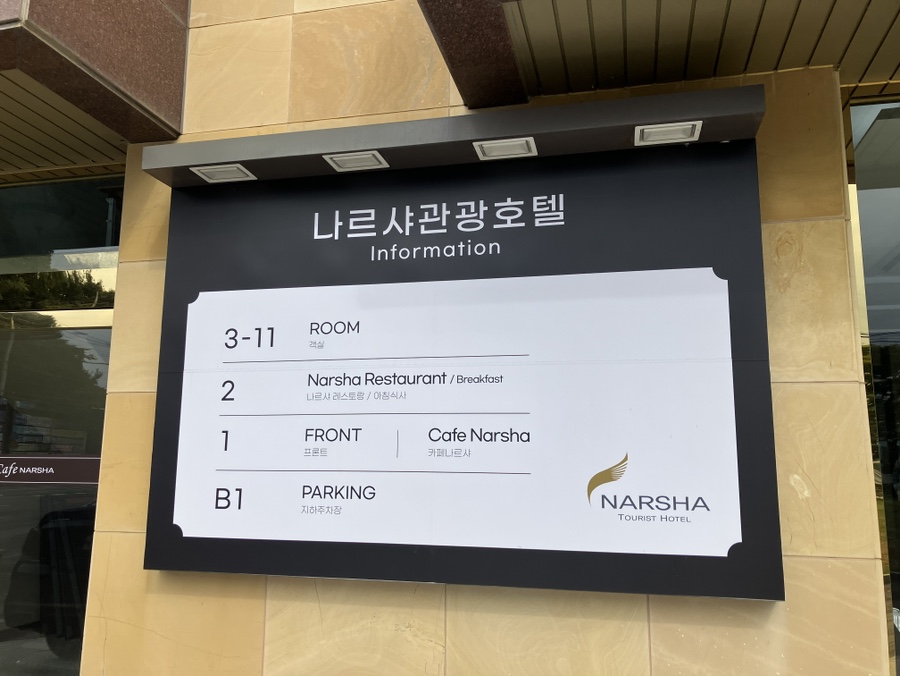 나르샤관광호텔
Information
3-11 ROOM
객실
2 Narsha Restaurant / Breakfast
나르샤 레스토랑 / 아침식사
1 FRONT | Cafe Narsha
프론트 카페나르샤
B1 PARKING
지하주차장
NARSHA
TOURIST HOTEL
Cafe NARSHA